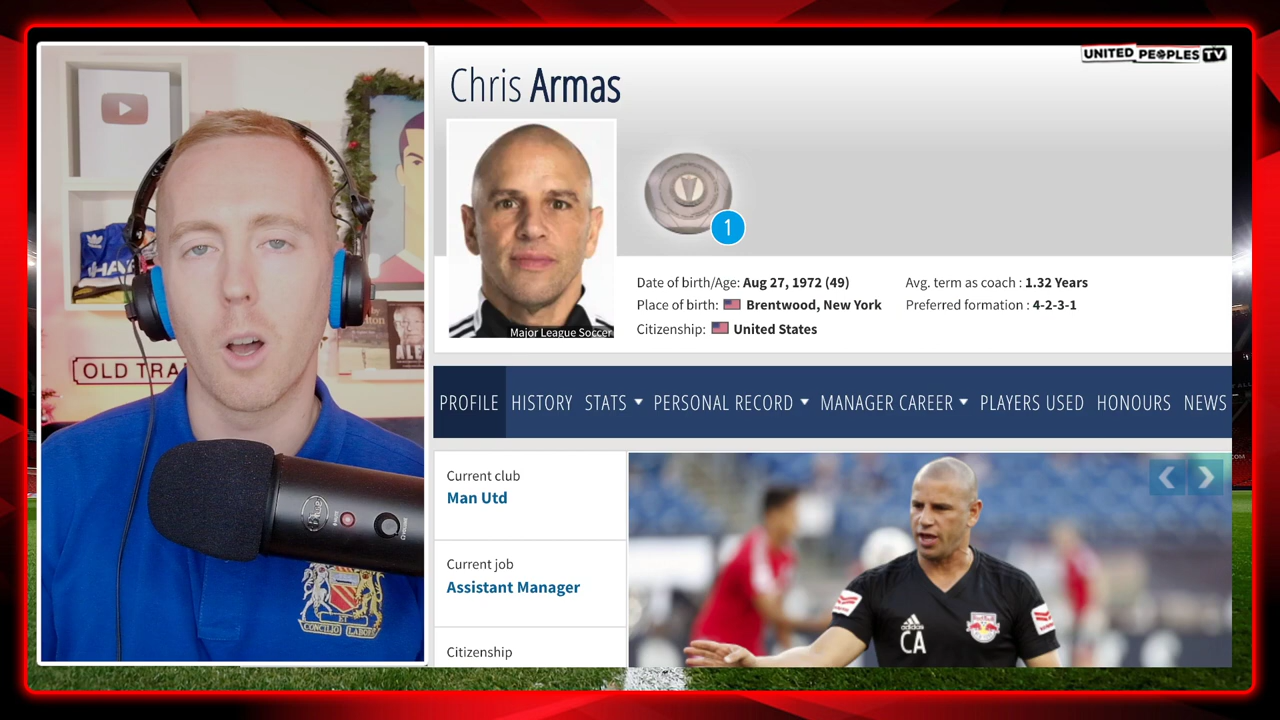 UNITED PEOPLES TV
Chris Armas
Major League Soccer
1
Date of birth/Age: Aug 27, 1972 (49)
Place of birth: Brentwood, New York
Citizenship: United States
Avg. term as coach : 1.32 Years
Preferred formation : 4-2-3-1
PROFILE HISTORY STATS PERSONAL RECORD MANAGER CAREER PLAYERS USED HONOURS NEWS
Current club
Man Utd
Current job
Assistant Manager
Citizenship
OLD TRA
CONCILIO
adidas
CA